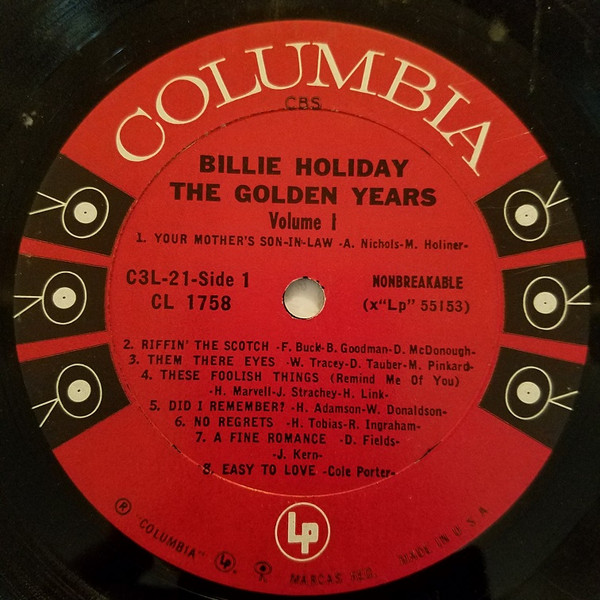 COLUMBIA
CBS
BILLIE HOLIDAY
THE GOLDEN YEARS
Volume I
1. YOUR MOTHER'S SON-IN-LAW -A. Nichols-M. Holiner-
C3L-21-Side 1
CL 1758
NONBREAKABLE
(x"Lp" 55153)
2. RIFFIN' THE SCOTCH -F. Buck-B. Goodman-D. McDonough-
3. THEM THERE EYES -W. Tracey-D. Tauber-M. Pinkard-
4. THESE FOOLISH THINGS (Remind Me Of You)
-H. Marvell-J. Strachey-H. Link-
5. DID I REMEMBER? -H. Adamson-W. Donaldson-
6. NO REGRETS -H. Tobias-R. Ingraham-
7. A FINE ROMANCE -D. Fields-
-J. Kern-
8. EASY TO LOVE -Cole Porter-
Lp
® "COLUMBIA" Lp. MARCAS MADE IN U.S.A.